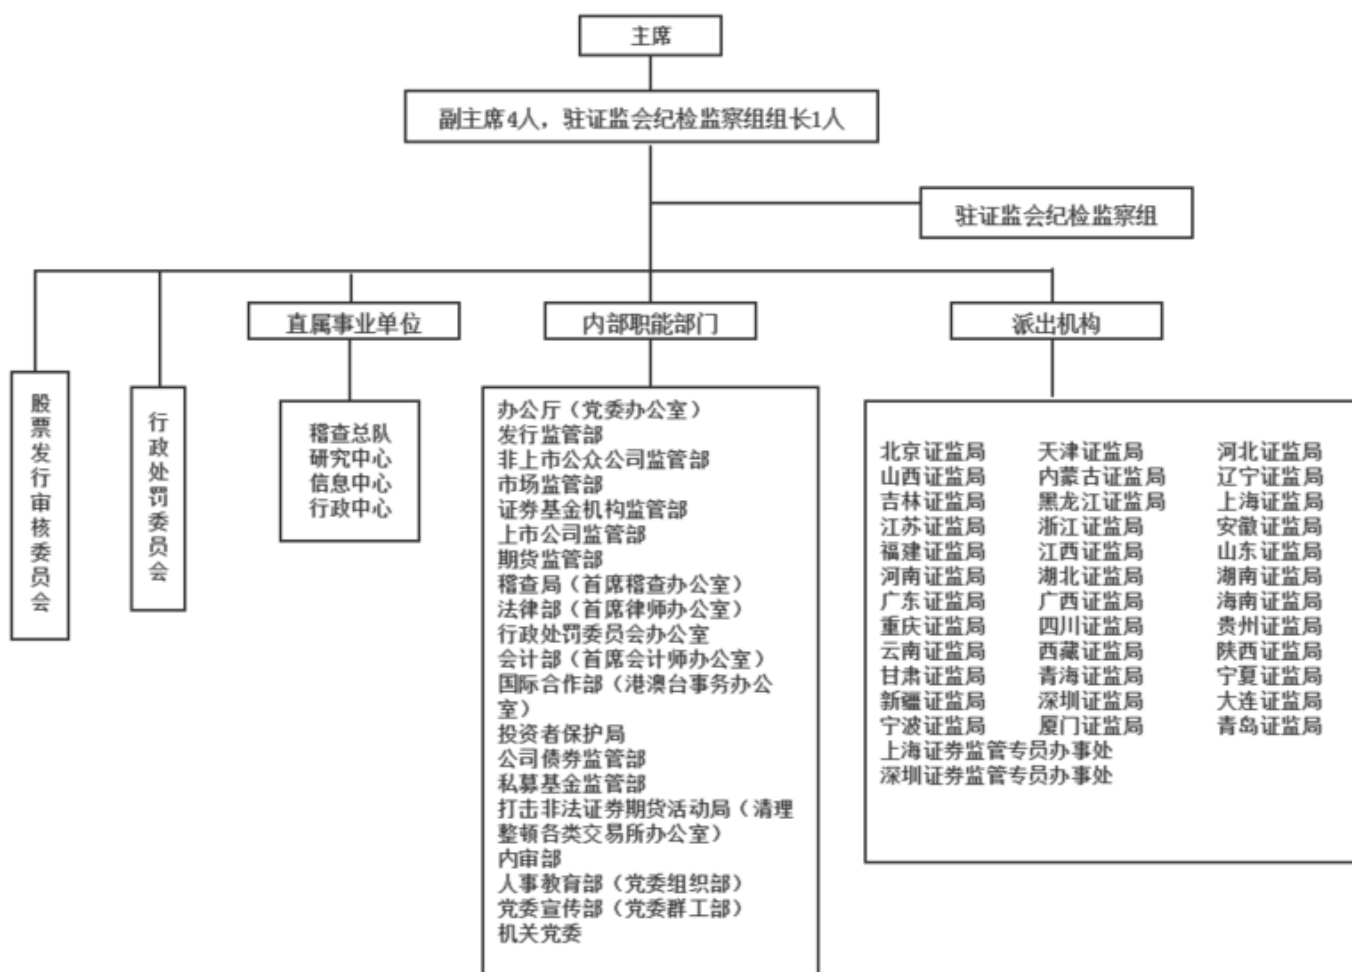 主席
副主席4人，驻证监会纪检监察组组长1人
驻证监会纪检监察组
直属事业单位
内部职能部门
派出机构
股票发行审核委员会
行政处罚委员会
稽查总队
研究中心
信息中心
行政中心
办公厅（党委办公室）
发行监管部
非上市公众公司监管部
市场监管部
证券基金机构监管部
上市公司监管部
期货监管部
稽查局（首席稽查办公室）
法律部（首席律师办公室）
行政处罚委员会办公室
会计部（首席会计师办公室）
国际合作部（港澳台事务办公
室）
投资者保护局
公司债券监管部
私募基金监管部
打击非法证券期货活动局（清理
整顿各类交易所办公室）
内审部
人事教育部（党委组织部）
党委宣传部（党委群工部）
机关党委
北京证监局 天津证监局 河北证监局
山西证监局 内蒙古证监局 辽宁证监局
吉林证监局 黑龙江证监局 上海证监局
江苏证监局 浙江证监局 安徽证监局
福建证监局 江西证监局 山东证监局
河南证监局 湖北证监局 湖南证监局
广东证监局 广西证监局 海南证监局
重庆证监局 四川证监局 贵州证监局
云南证监局 西藏证监局 陕西证监局
甘肃证监局 青海证监局 宁夏证监局
新疆证监局 深圳证监局 大连证监局
宁波证监局 厦门证监局 青岛证监局
上海证券监管专员办事处
深圳证券监管专员办事处